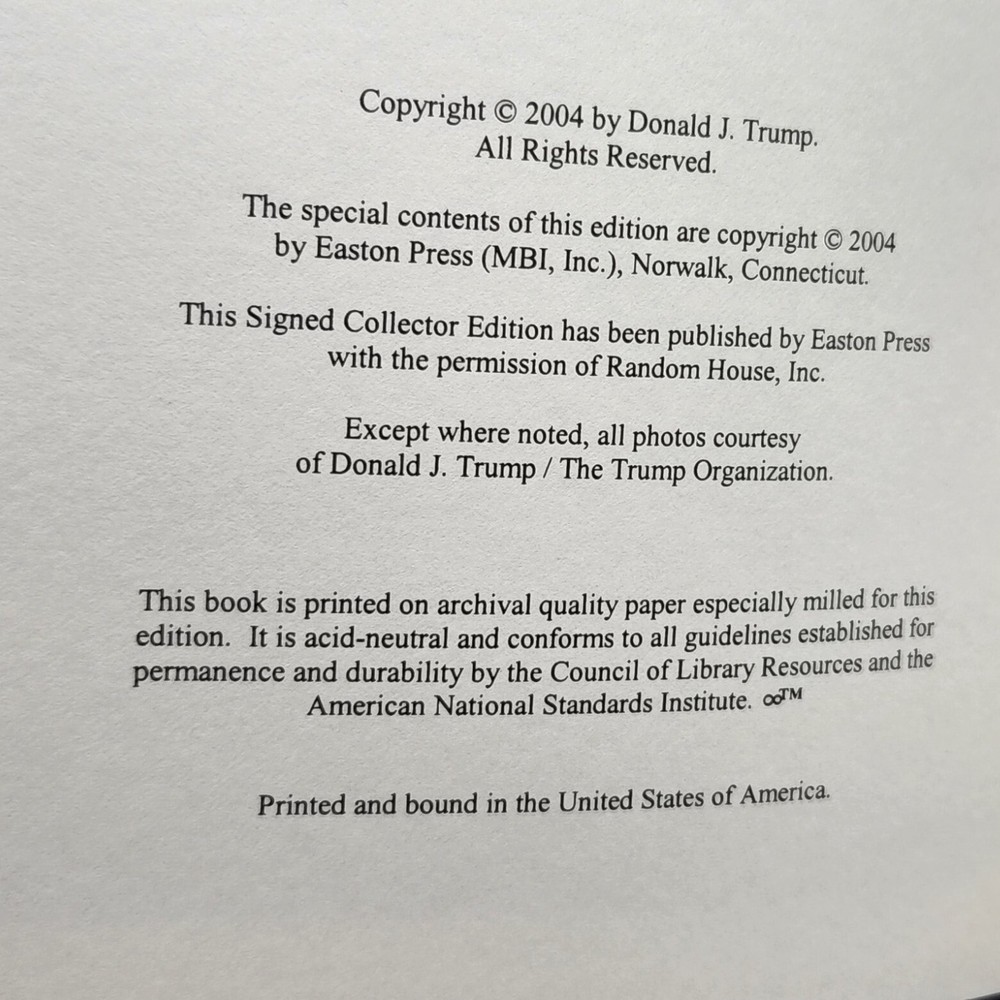 Copyright © 2004 by Donald J. Trump.
All Rights Reserved.
The special contents of this edition are copyright © 2004
by Easton Press (MBI, Inc.), Norwalk, Connecticut.
This Signed Collector Edition has been published by Easton Press
with the permission of Random House, Inc.
Except where noted, all photos courtesy
of Donald J. Trump / The Trump Organization.
This book is printed on archival quality paper especially milled for this
edition.  It is acid-neutral and conforms to all guidelines established for
permanence and durability by the Council of Library Resources and the
American National Standards Institute. ∞™
Printed and bound in the United States of America.